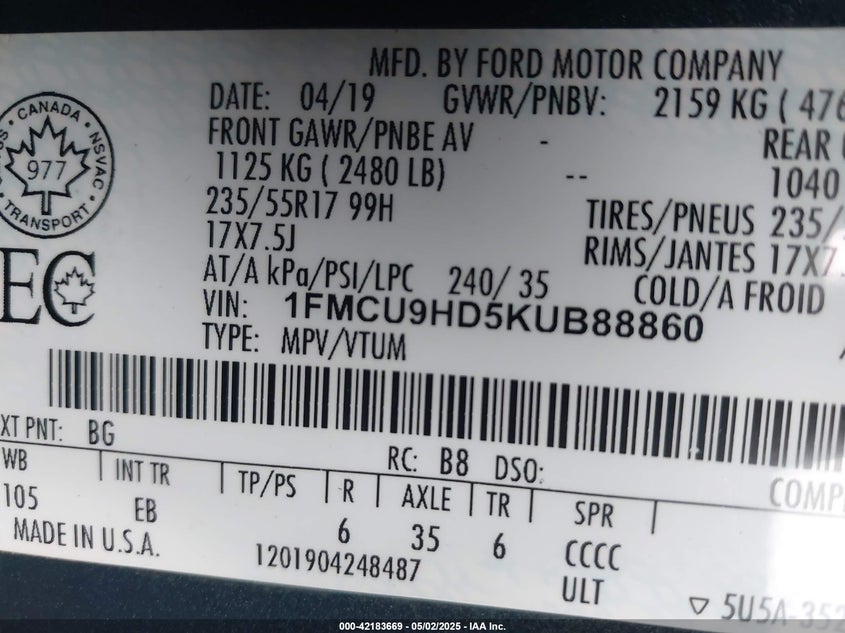 MFD. BY FORD MOTOR COMPANY
DATE: 04/19 GVWR/PNBV: 2159 KG ( 476
FRONT GAWR/PNBE AV - REAR
1125 KG ( 2480 LB) -- 1040
235/55R17 99H TIRES/PNEUS 235/
17X7.5J RIMS/JANTES 17X7
AT/A kPa/PSI/LPC 240/ 35 COLD/A FROID
VIN: 1FMCU9HD5KUB88860
TYPE: MPV/VTUM
CANADA
NSVAC
977
TRANSPORT
EC
XT PNT: BG RC: B8 DSO:
WB INT TR TP/PS R AXLE TR SPR COMP
105 EB 6 35 6 CCCC
MADE IN U.S.A. 1201904248487 ULT
5U5A-352
000-42183669 - 05/02/2025 - IAA Inc.